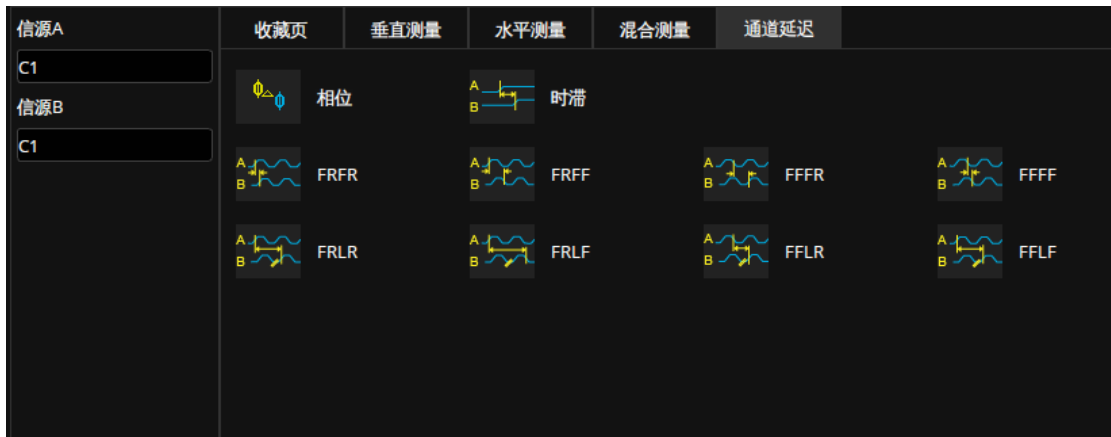 信源A
C1
信源B
C1
收藏页 垂直测量 水平测量 混合测量 通道延迟
Φ Φ 相位
A B 时滞
A B FRFR
A B FRFF
A B FFFR
A B FFFF
A B FRLR
A B FRLF
A B FFLR
A B FFLF